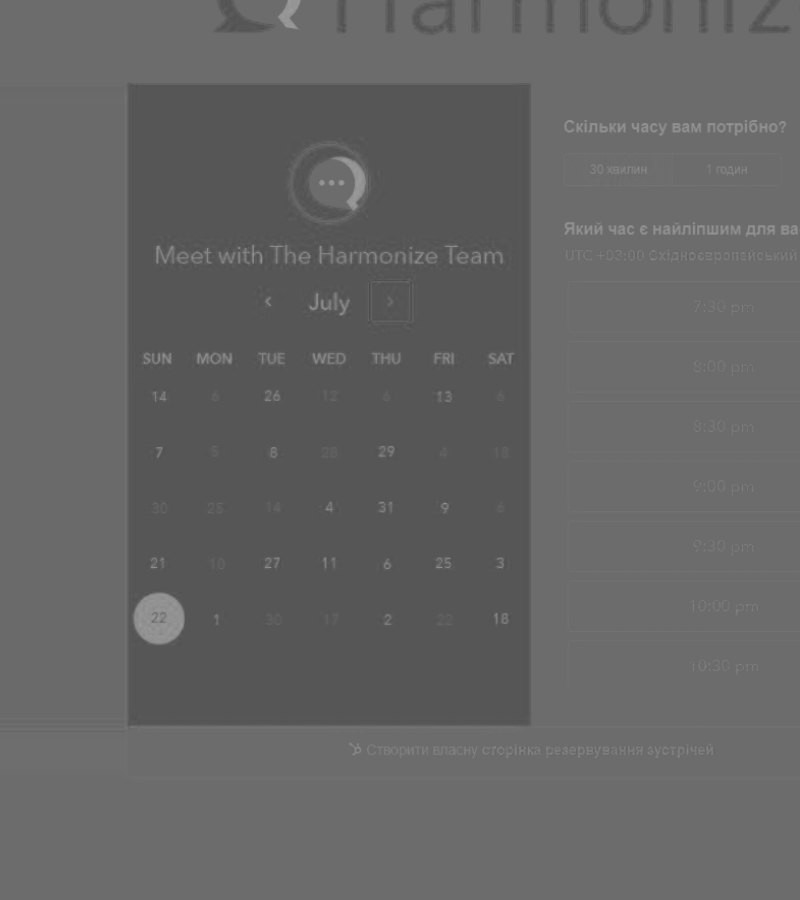 Harmoniz
Meet with The Harmonize Team
July
SUN MON TUE WED THU FRI SAT
14 6 26 12 6 13 6
7 5 8 28 29 4 18
30 25 14 4 31 9 6
21 10 27 11 6 25 3
22 1 30 17 2 22 18
Скільки часу вам потрібно?
30 хвилин 1 годин
Який час є найліпшим для ва
UTC +03:00 Східноєвропейський
7:30 pm
8:00 pm
8:30 pm
9:00 pm
9:30 pm
10:00 pm
10:30 pm
Створити власну сторінка резервування зустрічей